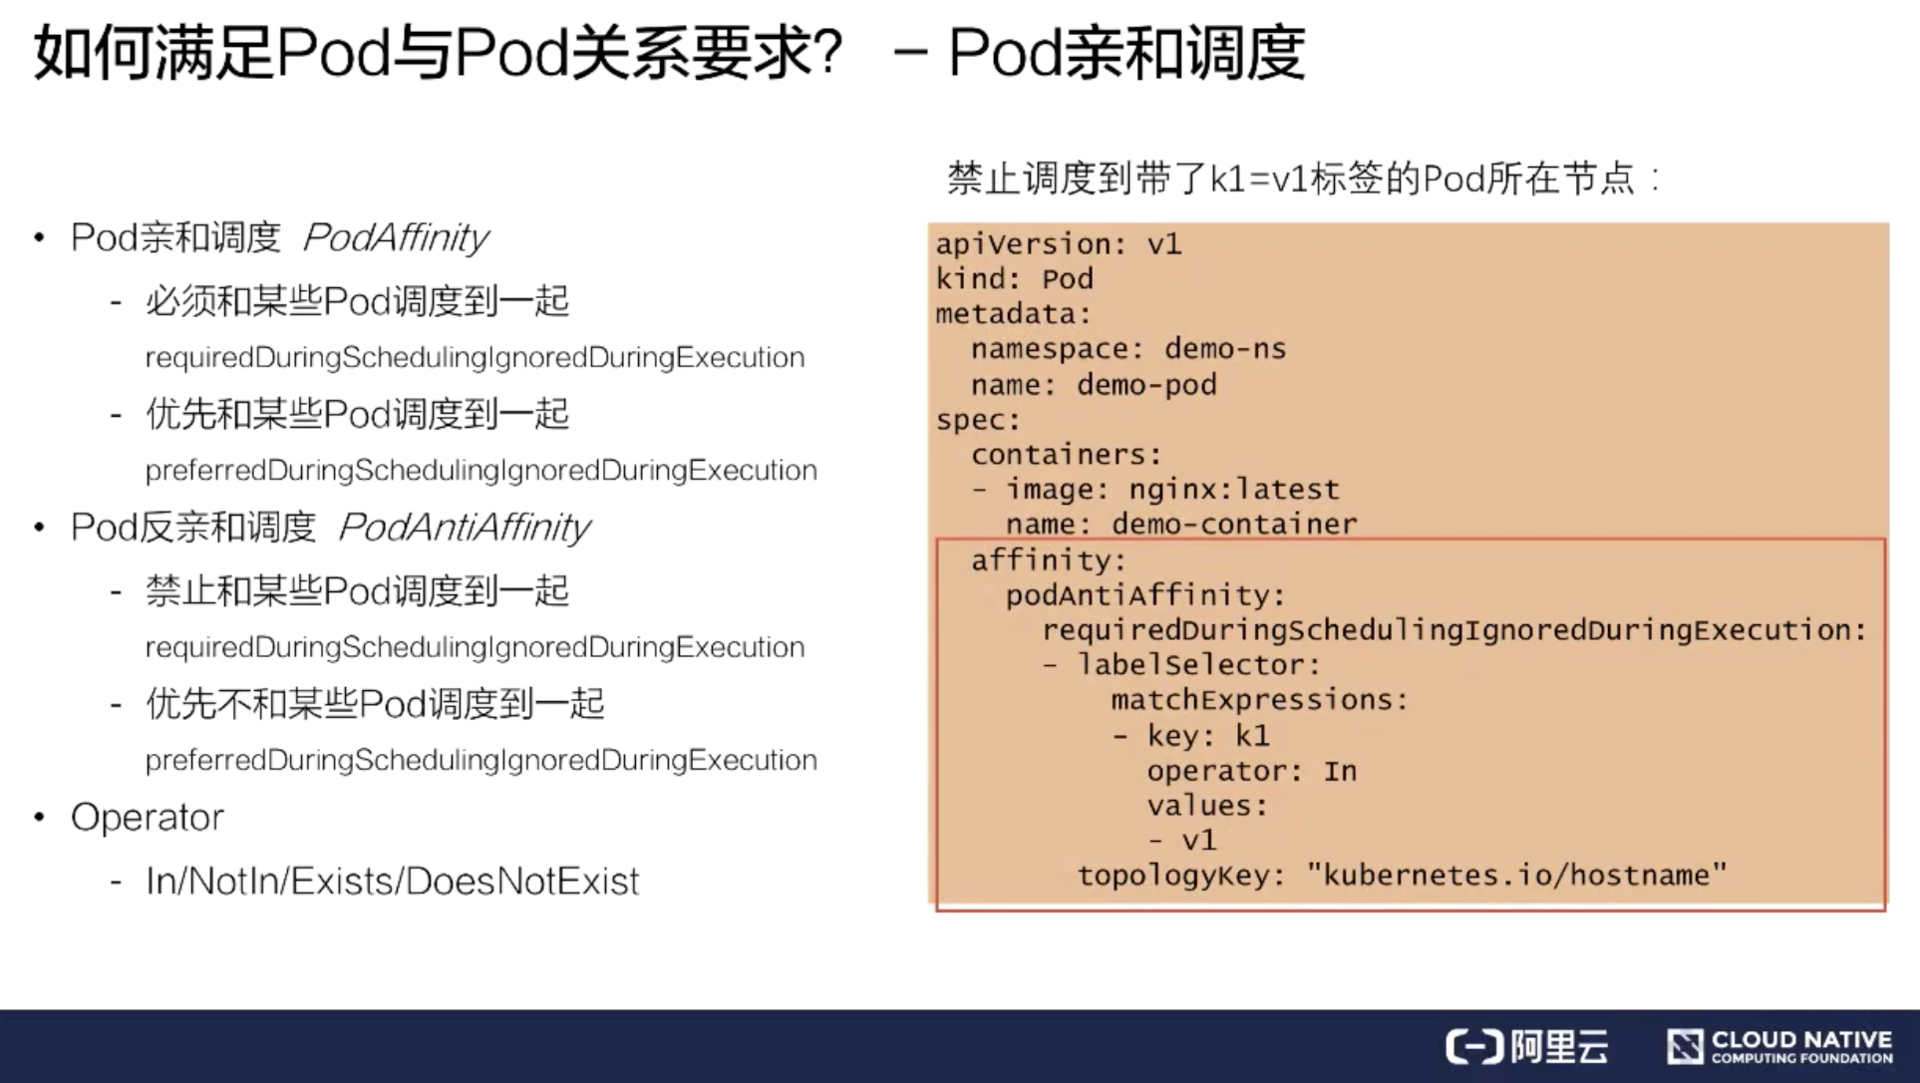 如何满足Pod与Pod关系要求? – Pod亲和调度
• Pod亲和调度 PodAffinity
- 必须和某些Pod调度到一起
requiredDuringSchedulingIgnoredDuringExecution
- 优先和某些Pod调度到一起
preferredDuringSchedulingIgnoredDuringExecution
• Pod反亲和调度 PodAntiAffinity
- 禁止和某些Pod调度到一起
requiredDuringSchedulingIgnoredDuringExecution
- 优先不和某些Pod调度到一起
preferredDuringSchedulingIgnoredDuringExecution
• Operator
- In/NotIn/Exists/DoesNotExist
禁止调度到带了k1=v1标签的Pod所在节点：
apiVersion: v1
kind: Pod
metadata:
  namespace: demo-ns
  name: demo-pod
spec:
  containers:
  - image: nginx:latest
    name: demo-container
  affinity:
    podAntiAffinity:
      requiredDuringSchedulingIgnoredDuringExecution:
      - labelSelector:
          matchExpressions:
          - key: k1
            operator: In
            values:
            - v1
        topologyKey: "kubernetes.io/hostname"
阿里云
CLOUD NATIVE
COMPUTING FOUNDATION